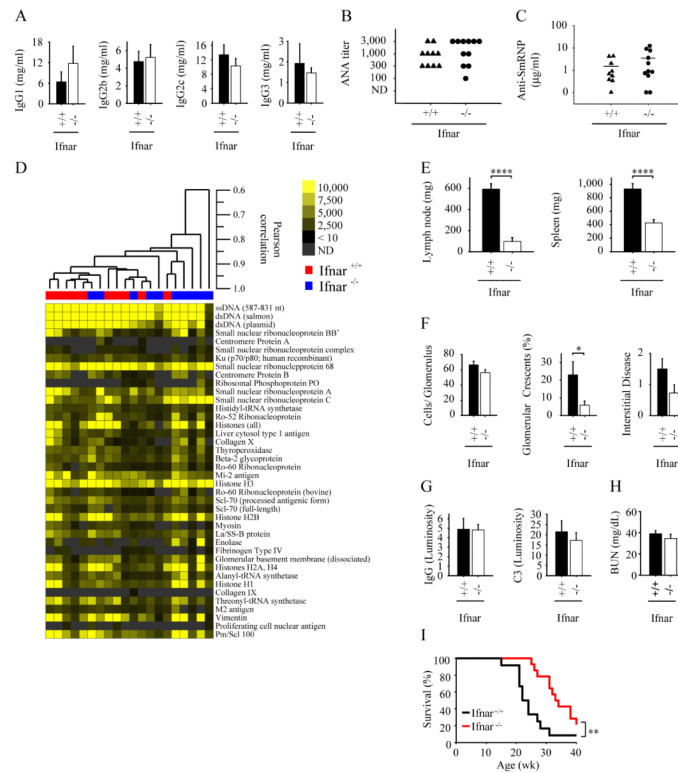 A
IgG1 (mg/ml)
18
12
6
0
+/+ -/-
Ifnar
IgG2b (mg/ml)
8
6
4
2
0
+/+ -/-
Ifnar
IgG2c (mg/ml)
20
15
10
5
0
+/+ -/-
Ifnar
IgG3 (mg/ml)
3
2
1
0
+/+ -/-
Ifnar
B
ANA titer
3,000
1,000
300
100
ND
+/+ -/-
Ifnar
C
Anti-SmRNP
(µg/ml)
100
10
1
0
+/+ -/-
Ifnar
D
0.6
0.7
0.8
0.9
1.0
Pearson
correlation
10,000
7,500
5,000
2,500
< 10
ND
Ifnar +/+
Ifnar -/-
ssDNA (587-831 nt)
dsDNA (salmon)
dsDNA (plasmid)
Small nuclear ribonucleoprotein BB'
Centromere Protein A
Small nuclear ribonucleoprotein complex
Ku (p70/p80; human recombinant)
Small nuclear ribonuclepprotein 68
Centromere Protein B
Ribosomal Phosphoprotein PO
Small nuclear ribonucleoprotein A
Small nuclear ribonucleoprotein C
Histidyl-tRNA synthetase
Ro-52 Ribonucleoprotein
Histones (all)
Liver cytosol type 1 antigen
Collagen X
Thyroperoxidase
Beta-2 glycoprotein
Ro-60 Ribonucleoprotein
Mi-2 antigen
Histone H3
Ro-60 Ribonucleoprotein (bovine)
Scl-70 (processed antigenic form)
Scl-70 (full-length)
Histone H2B
Myosin
La/SS-B protein
Enolase
Fibrinogen Type IV
Glomerular basement membrane (dissociated)
Histones H2A, H4
Alanyl-tRNA synthetase
Histone H1
Collagen IX
Threonyl-tRNA synthetase
M2 antigen
Vimentin
Proliferating cell nuclear antigen
Pm/Scl 100
E
Lymph node (mg)
600
400
200
0
****
+/+ -/-
Ifnar
Spleen (mg)
1,000
800
600
400
200
0
****
+/+ -/-
Ifnar
F
Cells/ Glomerulus
100
80
60
40
20
0
+/+ -/-
Ifnar
Glomerular Crescents (%)
40
30
20
10
0
*
+/+ -/-
Ifnar
Interstitial Disease
2
1
0
+/+ -/-
Ifnar
G
IgG (Luminosity)
8
6
4
2
0
+/+ -/-
Ifnar
C3 (Luminosity)
40
30
20
10
0
+/+ -/-
Ifnar
H
BUN (mg/dL)
80
60
40
20
0
+/+ -/-
Ifnar
I
Survival (%)
100
80
60
40
20
0
Ifnar+/+
Ifnar -/-
**
0 10 20 30 40
Age (wk)